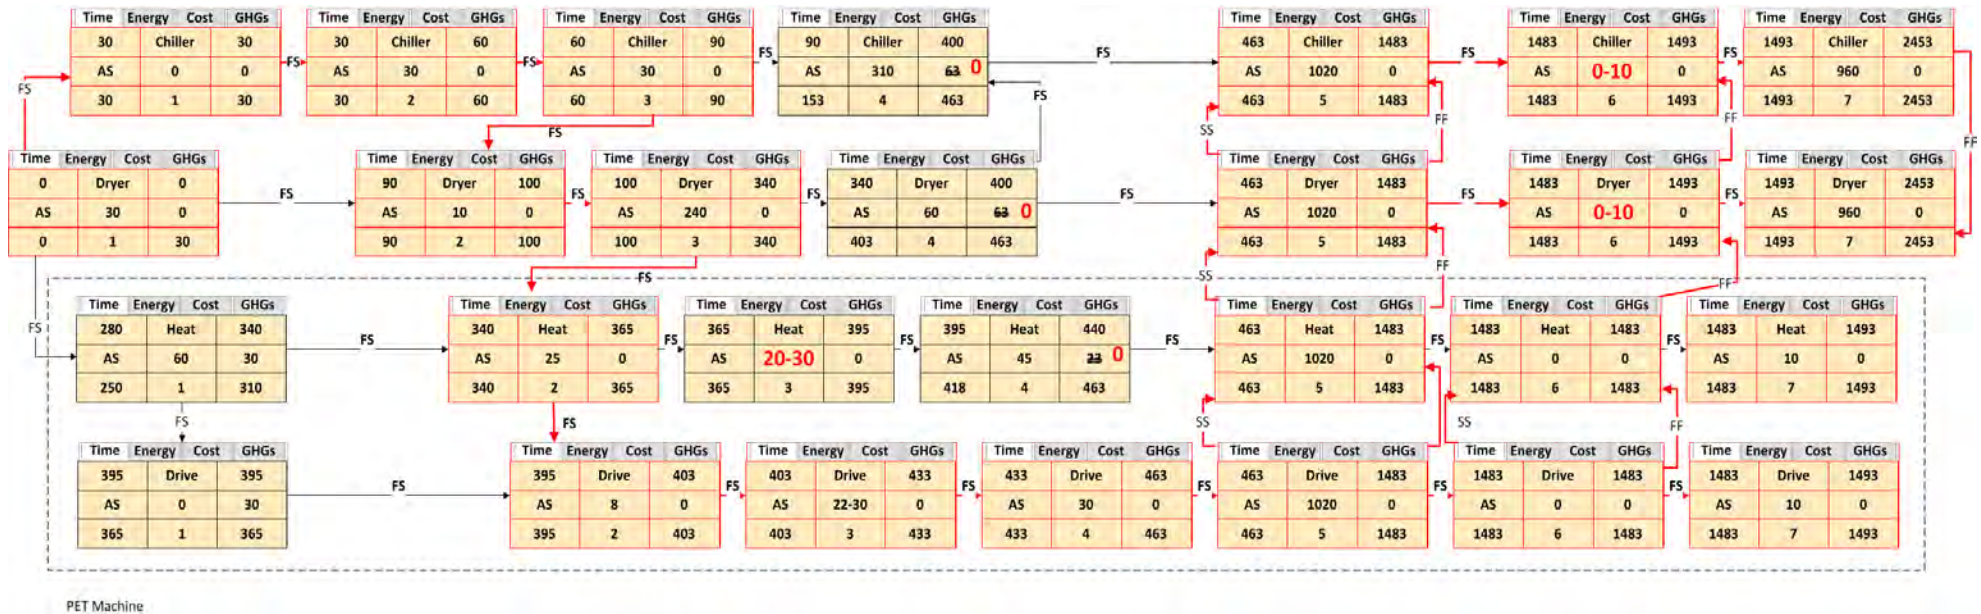 Time Energy Cost GHGs Time Energy Cost GHGs Time Energy Cost GHGs Time Energy Cost GHGs Time Energy Cost GHGs Time Energy Cost GHGs Time Energy Cost GHGs
30 Chiller 30 30 Chiller 60 60 Chiller 90 90 Chiller 400 463 Chiller 1483 1483 Chiller 1493 1493 Chiller 2453
FS FS FS FS FS FS
AS 0 0 AS 30 0 AS 30 0 AS 310 63 0 AS 1020 0 AS 0-10 0 AS 960 0
FS FS
30 1 30 30 2 60 60 3 90 153 4 463 463 5 1483 1483 6 1493 1493 7 2453
FS SS FF FF FF
Time Energy Cost GHGs Time Energy Cost GHGs Time Energy Cost GHGs Time Energy Cost GHGs Time Energy Cost GHGs Time Energy Cost GHGs Time Energy Cost GHGs
0 Dryer 0 90 Dryer 100 100 Dryer 340 340 Dryer 400 463 Dryer 1483 1483 Dryer 1493 1493 Dryer 2453
FS FS FS FS FS FS
AS 30 0 AS 10 0 AS 240 0 AS 60 63 0 AS 1020 0 AS 0-10 0 AS 960 0
0 1 30 90 2 100 100 3 340 403 4 463 463 5 1483 1483 6 1493 1493 7 2453
FS SS FF FF
Time Energy Cost GHGs Time Energy Cost GHGs Time Energy Cost GHGs Time Energy Cost GHGs Time Energy Cost GHGs Time Energy Cost GHGs Time Energy Cost GHGs
FS 280 Heat 340 340 Heat 365 365 Heat 395 395 Heat 440 463 Heat 1483 1483 Heat 1483 1483 Heat 1493
FS FS FS FS FS FS
AS 60 30 AS 25 0 AS 20-30 0 AS 45 23 0 AS 1020 0 AS 0 0 AS 10 0
250 1 310 340 2 365 365 3 395 418 4 463 463 5 1483 1483 6 1483 1483 7 1493
FS FS SS SS FF
Time Energy Cost GHGs Time Energy Cost GHGs Time Energy Cost GHGs Time Energy Cost GHGs Time Energy Cost GHGs Time Energy Cost GHGs Time Energy Cost GHGs
395 Drive 395 395 Drive 403 403 Drive 433 433 Drive 463 463 Drive 1483 1483 Drive 1483 1483 Drive 1493
FS FS FS FS FS FS
AS 0 30 AS 8 0 AS 22-30 0 AS 30 0 AS 1020 0 AS 0 0 AS 10 0
365 1 365 395 2 403 403 3 433 433 4 463 463 5 1483 1483 6 1483 1483 7 1493
PET Machine